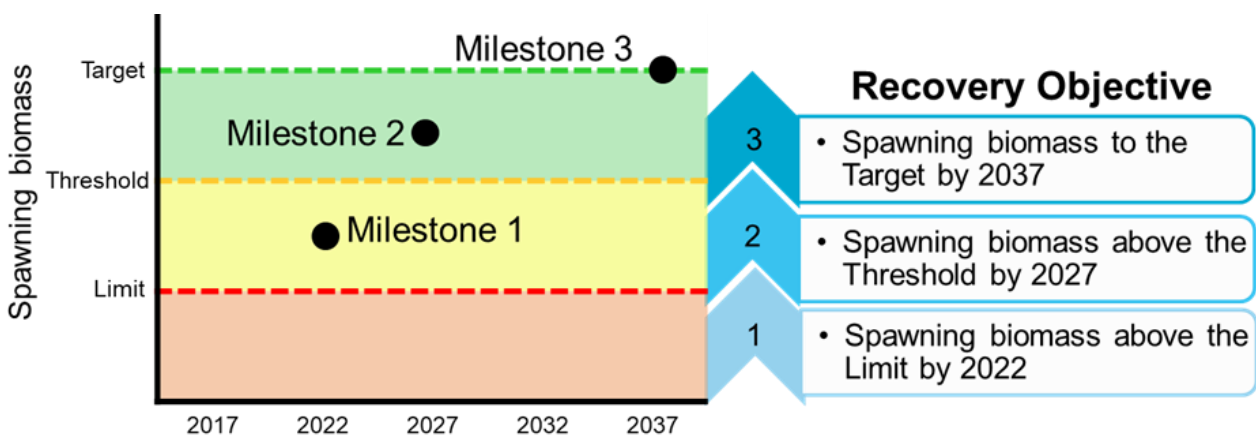 Spawning biomass
Target
Threshold
Limit
Milestone 3
Milestone 2
Milestone 1
2017
2022
2027
2032
2037
Recovery Objective
3
• Spawning biomass to the
Target by 2037
2
• Spawning biomass above the
Threshold by 2027
1
• Spawning biomass above the
Limit by 2022